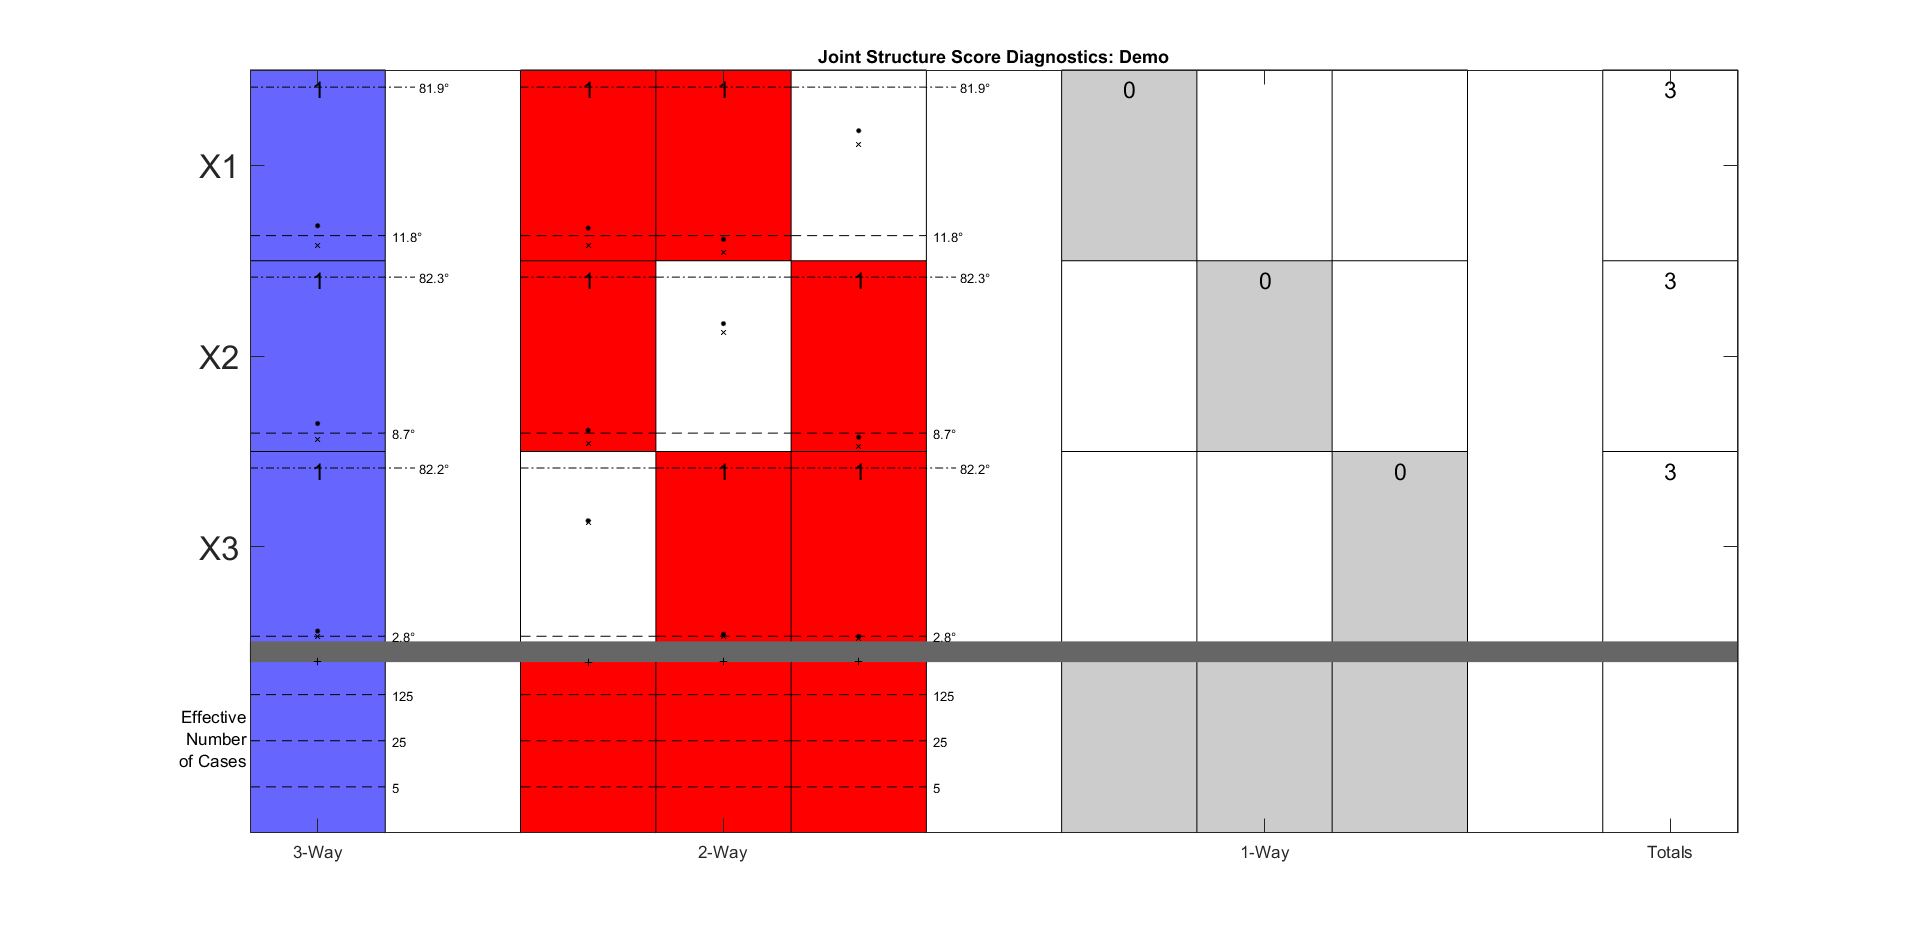 Joint Structure Score Diagnostics: Demo
X1
1 81.9° 1 1 81.9° 0 3
11.8° 11.8°
X2
1 82.3° 1 1 82.3° 0 3
8.7° 8.7°
X3
1 82.2° 1 1 82.2° 0 3
2.8° 2.8°
Effective
Number
of Cases
125 125
25 25
5 5
3-Way 2-Way 1-Way Totals